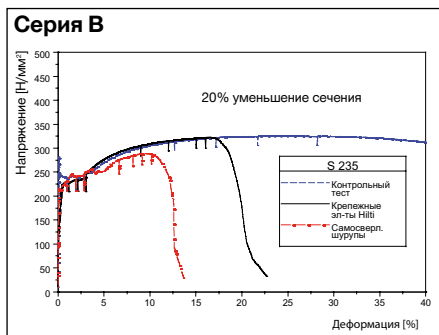 Серия B
Напряжение [Н/мм²]
500
450
400
350
300
250
200
150
100
50
0
20% уменьшение сечения
S 235
Контрольный
тест
Крепежные
эл-ты Hilti
Самосверл.
шурупы
0 5 10 15 20 25 30 35 40
Деформация [%]